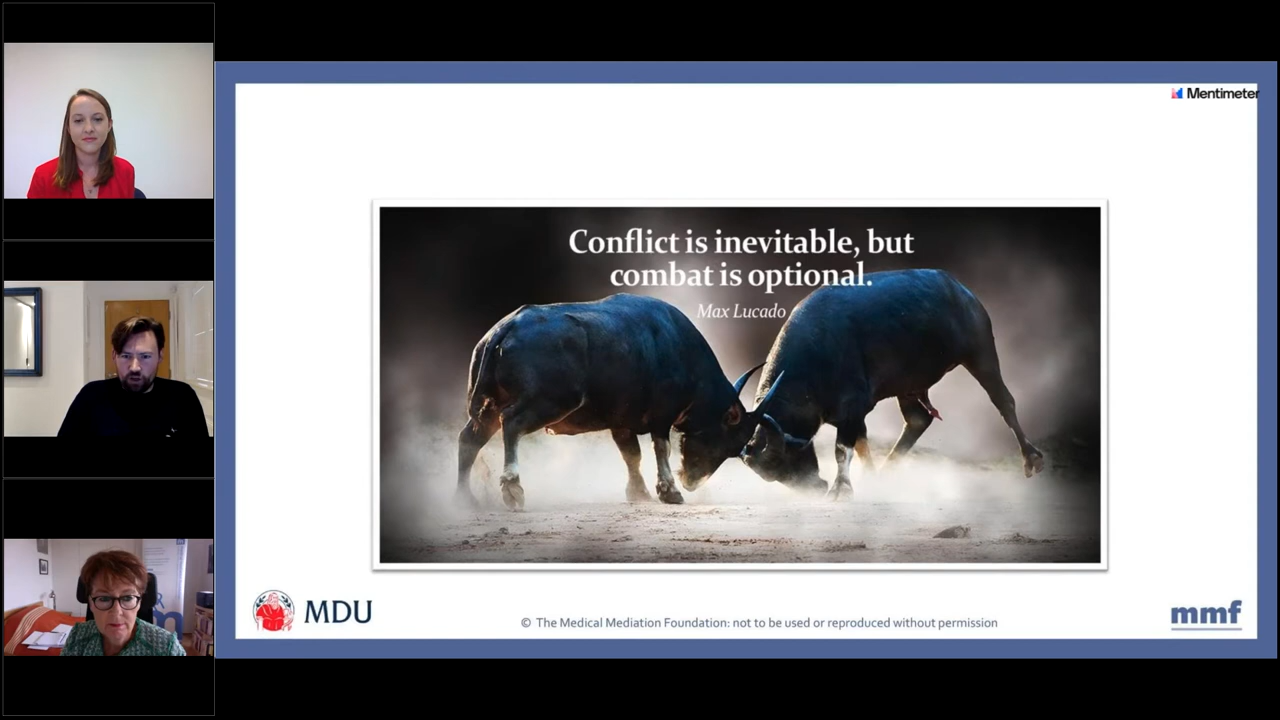 Mentimeter
Conflict is inevitable, but
combat is optional.
Max Lucado
MDU
© The Medical Mediation Foundation: not to be used or reproduced without permission
mmf